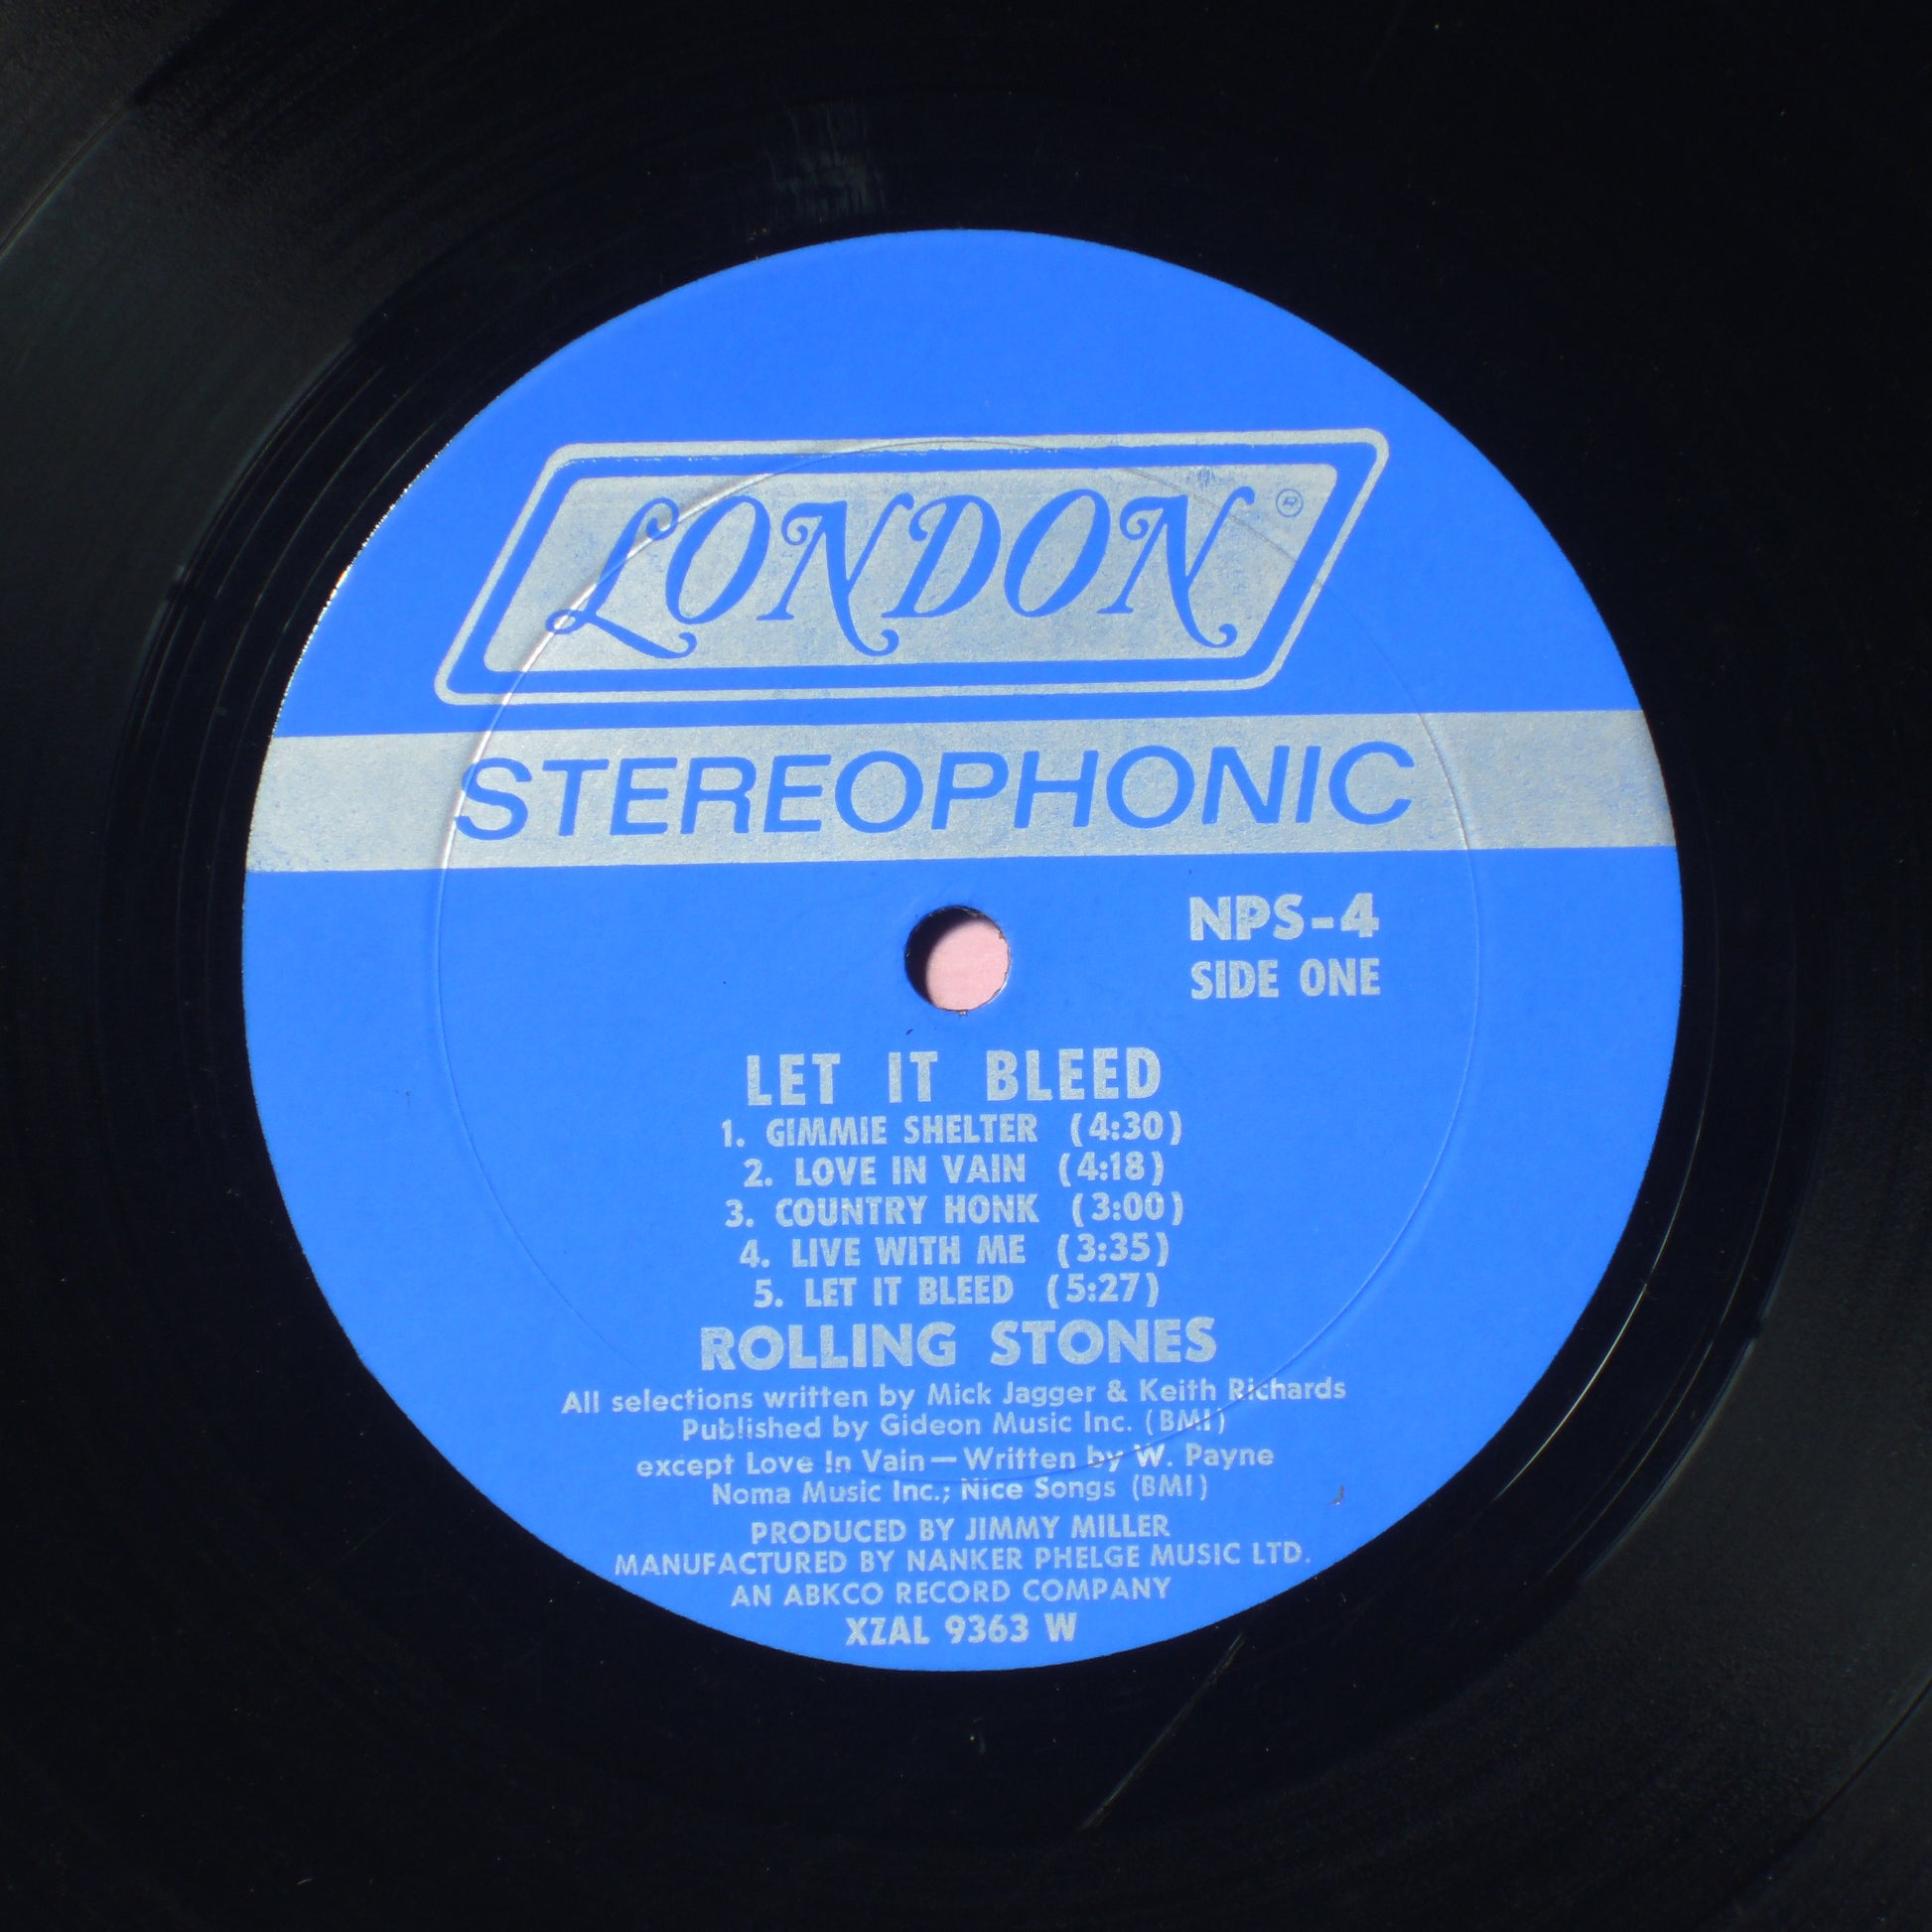 LONDON ®
STEREOPHONIC
NPS-4
SIDE ONE
LET IT BLEED
1. GIMMIE SHELTER (4:30)
2. LOVE IN VAIN (4:18)
3. COUNTRY HONK (3:00)
4. LIVE WITH ME (3:35)
5. LET IT BLEED (5:27)
ROLLING STONES
All selections written by Mick Jagger & Keith Richards
Published by Gideon Music Inc. (BMI)
except Love In Vain — Written by W. Payne
Noma Music Inc.; Nice Songs (BMI)
PRODUCED BY JIMMY MILLER
MANUFACTURED BY NANKER PHELGE MUSIC LTD.
AN ABKCO RECORD COMPANY
XZAL 9363 W